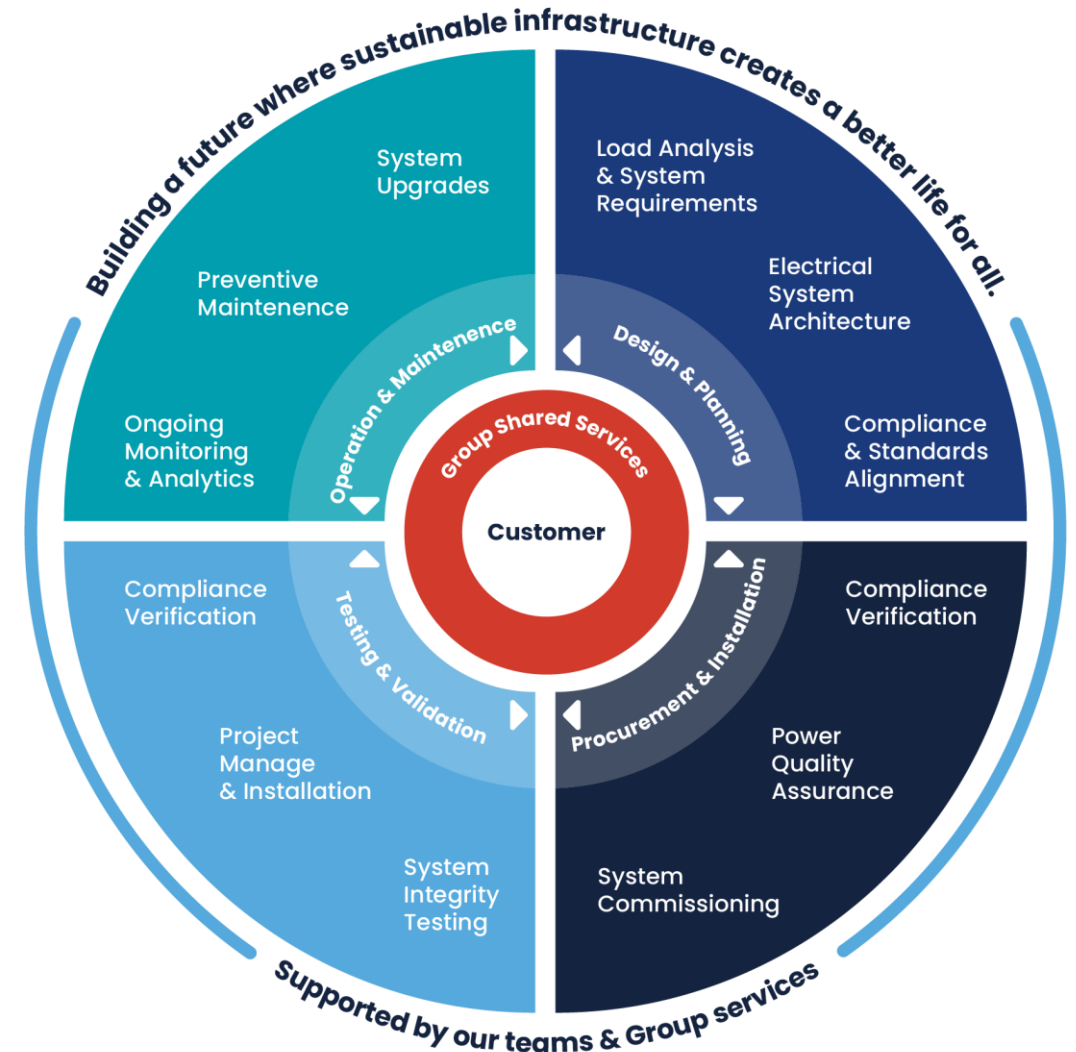 Building a future where sustainable infrastructure creates a better life for all.
System
Upgrades
Preventive
Maintenence
Ongoing
Monitoring
& Analytics
Operation & Maintenence
Load Analysis
& System
Requirements
Electrical
System
Architecture
Compliance
& Standards
Alignment
Design & Planning
Group Shared Services
Customer
Compliance
Verification
Project
Manage
& Installation
System
Integrity
Testing
Testing & Validation
Compliance
Verification
Power
Quality
Assurance
System
Commissioning
Procurement & Installation
Supported by our teams & Group services